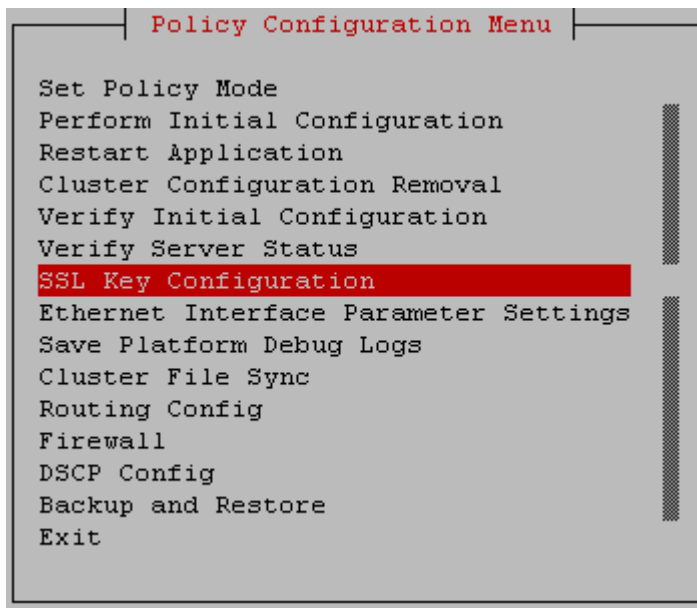 Policy Configuration Menu
Set Policy Mode
Perform Initial Configuration
Restart Application
Cluster Configuration Removal
Verify Initial Configuration
Verify Server Status
SSL Key Configuration
Ethernet Interface Parameter Settings
Save Platform Debug Logs
Cluster File Sync
Routing Config
Firewall
DSCP Config
Backup and Restore
Exit